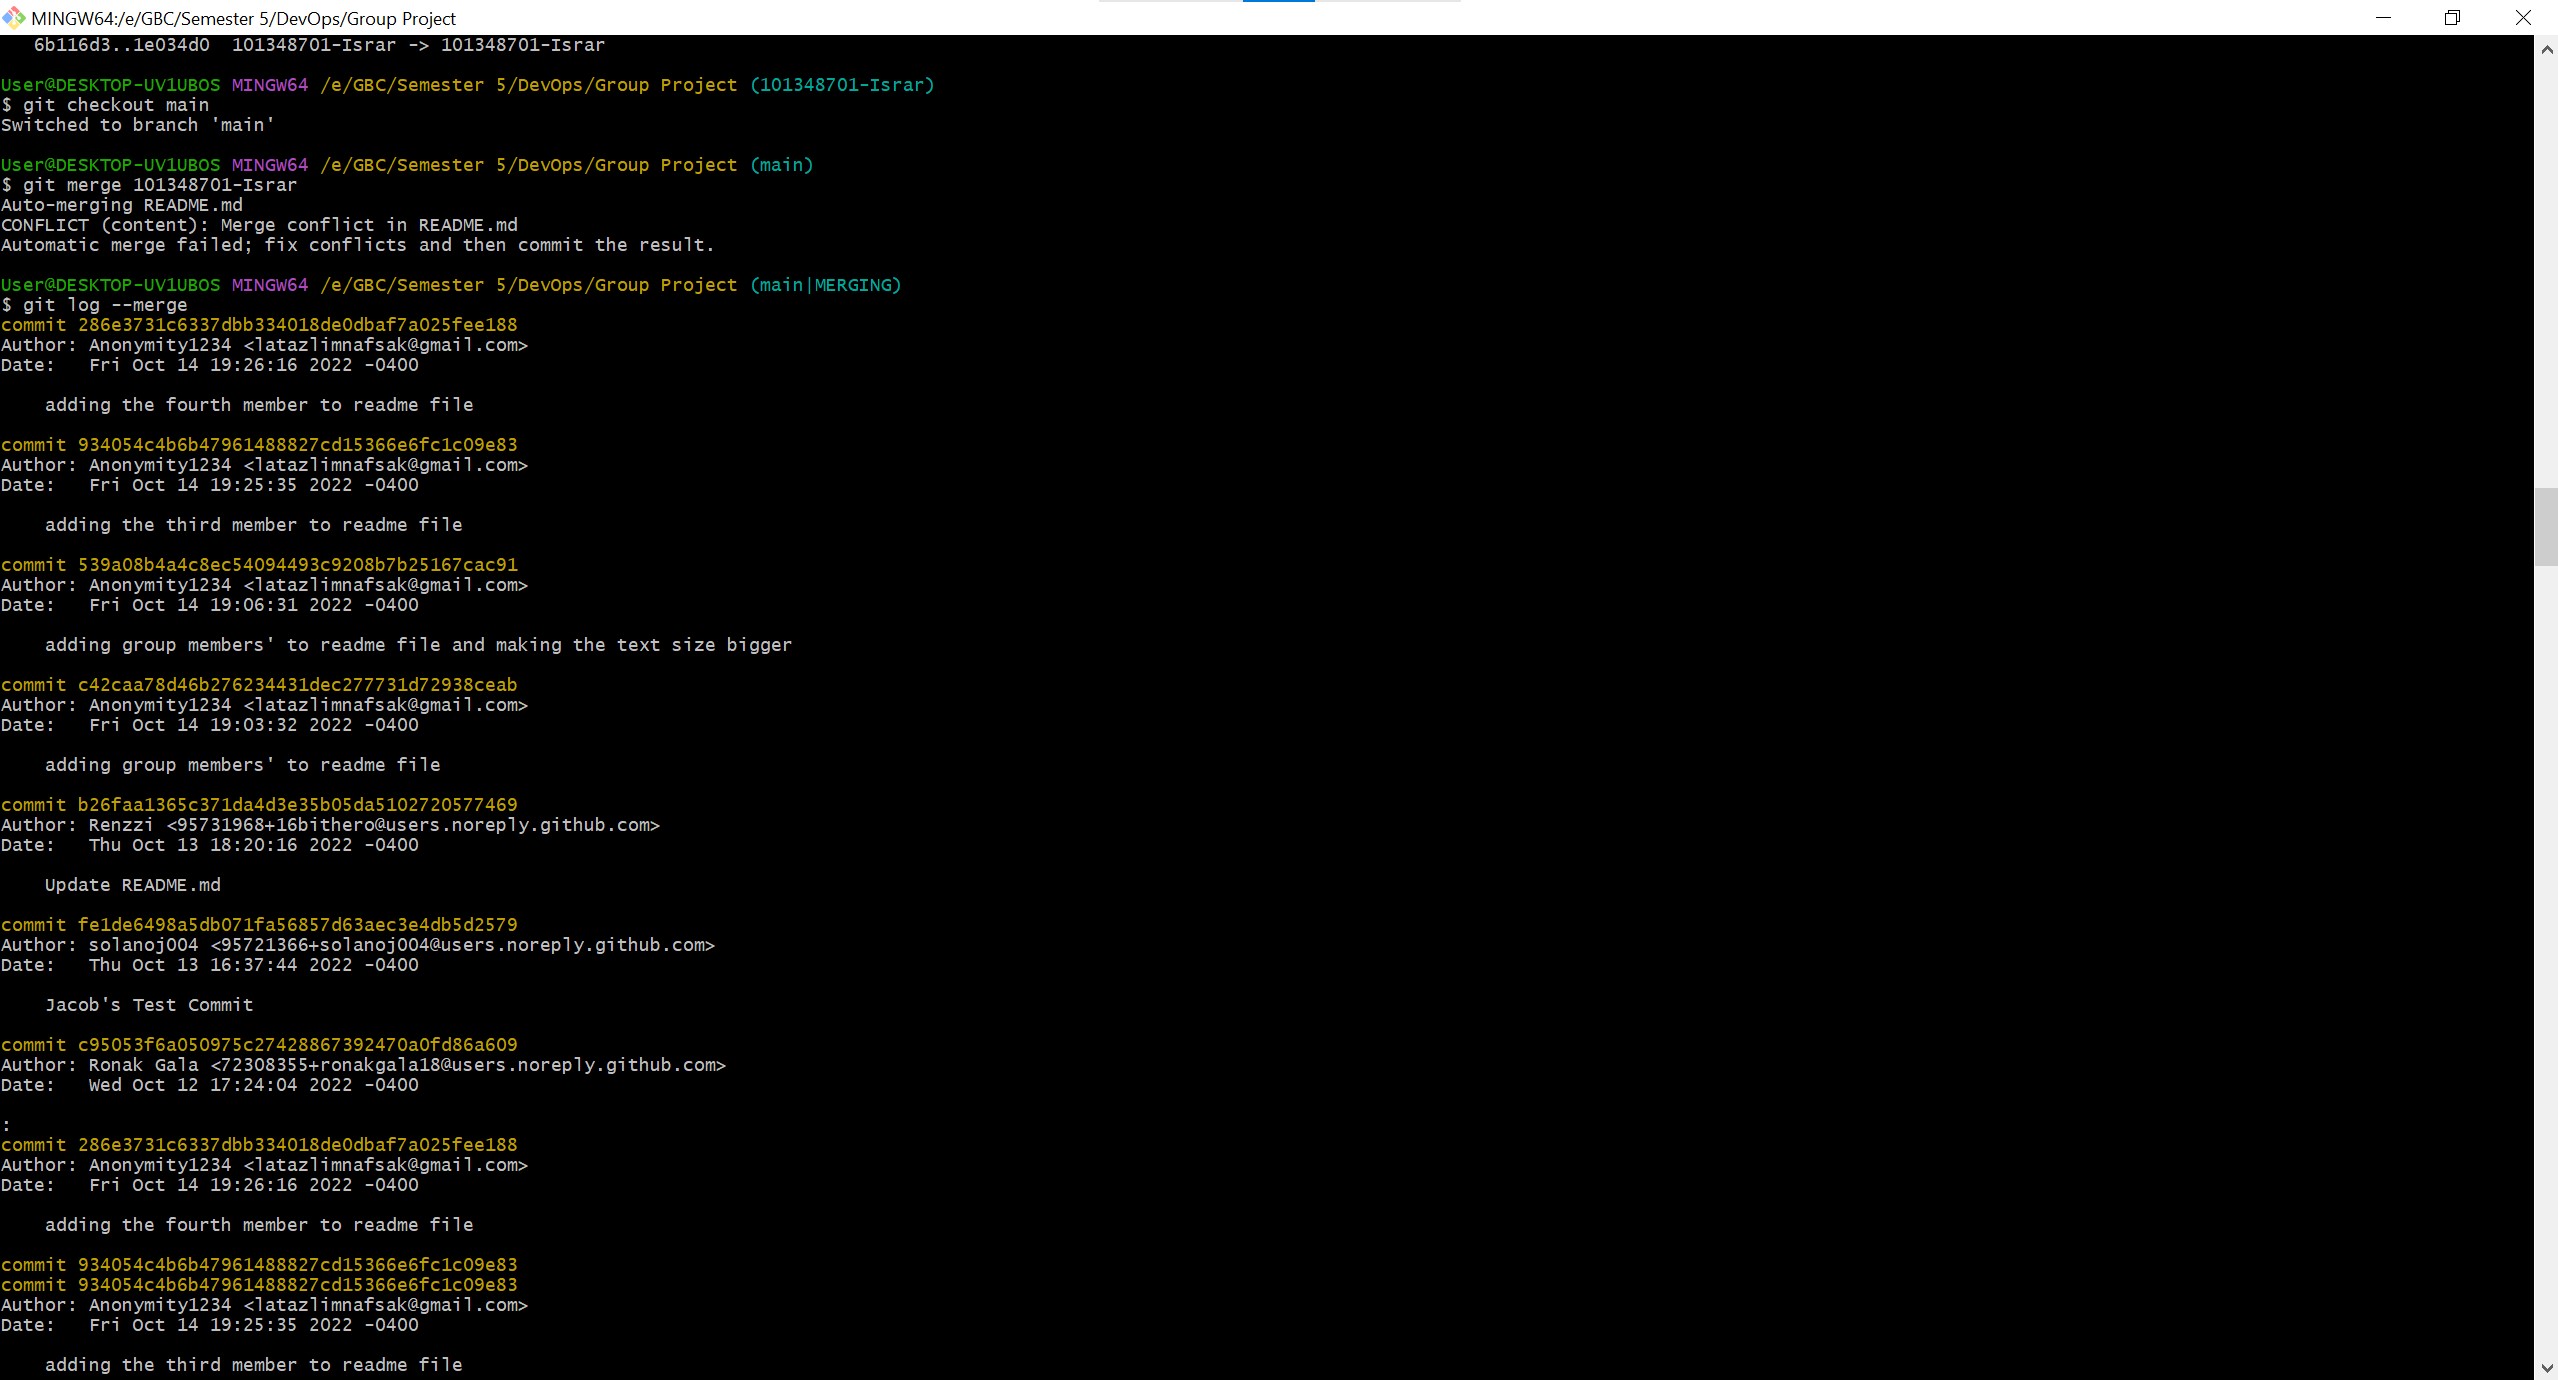 MINGW64:/e/GBC/Semester 5/DevOps/Group Project
6b116d3..1e034d0  101348701-Israr -> 101348701-Israr
User@DESKTOP-UV1UBOS MINGW64 /e/GBC/Semester 5/DevOps/Group Project (101348701-Israr)
$ git checkout main
Switched to branch 'main'
User@DESKTOP-UV1UBOS MINGW64 /e/GBC/Semester 5/DevOps/Group Project (main)
$ git merge 101348701-Israr
Auto-merging README.md
CONFLICT (content): Merge conflict in README.md
Automatic merge failed; fix conflicts and then commit the result.
User@DESKTOP-UV1UBOS MINGW64 /e/GBC/Semester 5/DevOps/Group Project (main|MERGING)
$ git log --merge
commit 286e3731c6337dbb334018de0dbaf7a025fee188
Author: Anonymity1234 <latazlimnafsak@gmail.com>
Date:   Fri Oct 14 19:26:16 2022 -0400
adding the fourth member to readme file
commit 934054c4b6b47961488827cd15366e6fc1c09e83
Author: Anonymity1234 <latazlimnafsak@gmail.com>
Date:   Fri Oct 14 19:25:35 2022 -0400
adding the third member to readme file
commit 539a08b4a4c8ec54094493c9208b7b25167cac91
Author: Anonymity1234 <latazlimnafsak@gmail.com>
Date:   Fri Oct 14 19:06:31 2022 -0400
adding group members' to readme file and making the text size bigger
commit c42caa78d46b276234431dec277731d72938ceab
Author: Anonymity1234 <latazlimnafsak@gmail.com>
Date:   Fri Oct 14 19:03:32 2022 -0400
adding group members' to readme file
commit b26faa1365c371da4d3e35b05da5102720577469
Author: Renzzi <95731968+16bithero@users.noreply.github.com>
Date:   Thu Oct 13 18:20:16 2022 -0400
Update README.md
commit fe1de6498a5db071fa56857d63aec3e4db5d2579
Author: solanoj004 <95721366+solanoj004@users.noreply.github.com>
Date:   Thu Oct 13 16:37:44 2022 -0400
Jacob's Test Commit
commit c95053f6a050975c27428867392470a0fd86a609
Author: Ronak Gala <72308355+ronakgala18@users.noreply.github.com>
Date:   Wed Oct 12 17:24:04 2022 -0400
:
commit 286e3731c6337dbb334018de0dbaf7a025fee188
Author: Anonymity1234 <latazlimnafsak@gmail.com>
Date:   Fri Oct 14 19:26:16 2022 -0400
adding the fourth member to readme file
commit 934054c4b6b47961488827cd15366e6fc1c09e83
commit 934054c4b6b47961488827cd15366e6fc1c09e83
Author: Anonymity1234 <latazlimnafsak@gmail.com>
Date:   Fri Oct 14 19:25:35 2022 -0400
adding the third member to readme file